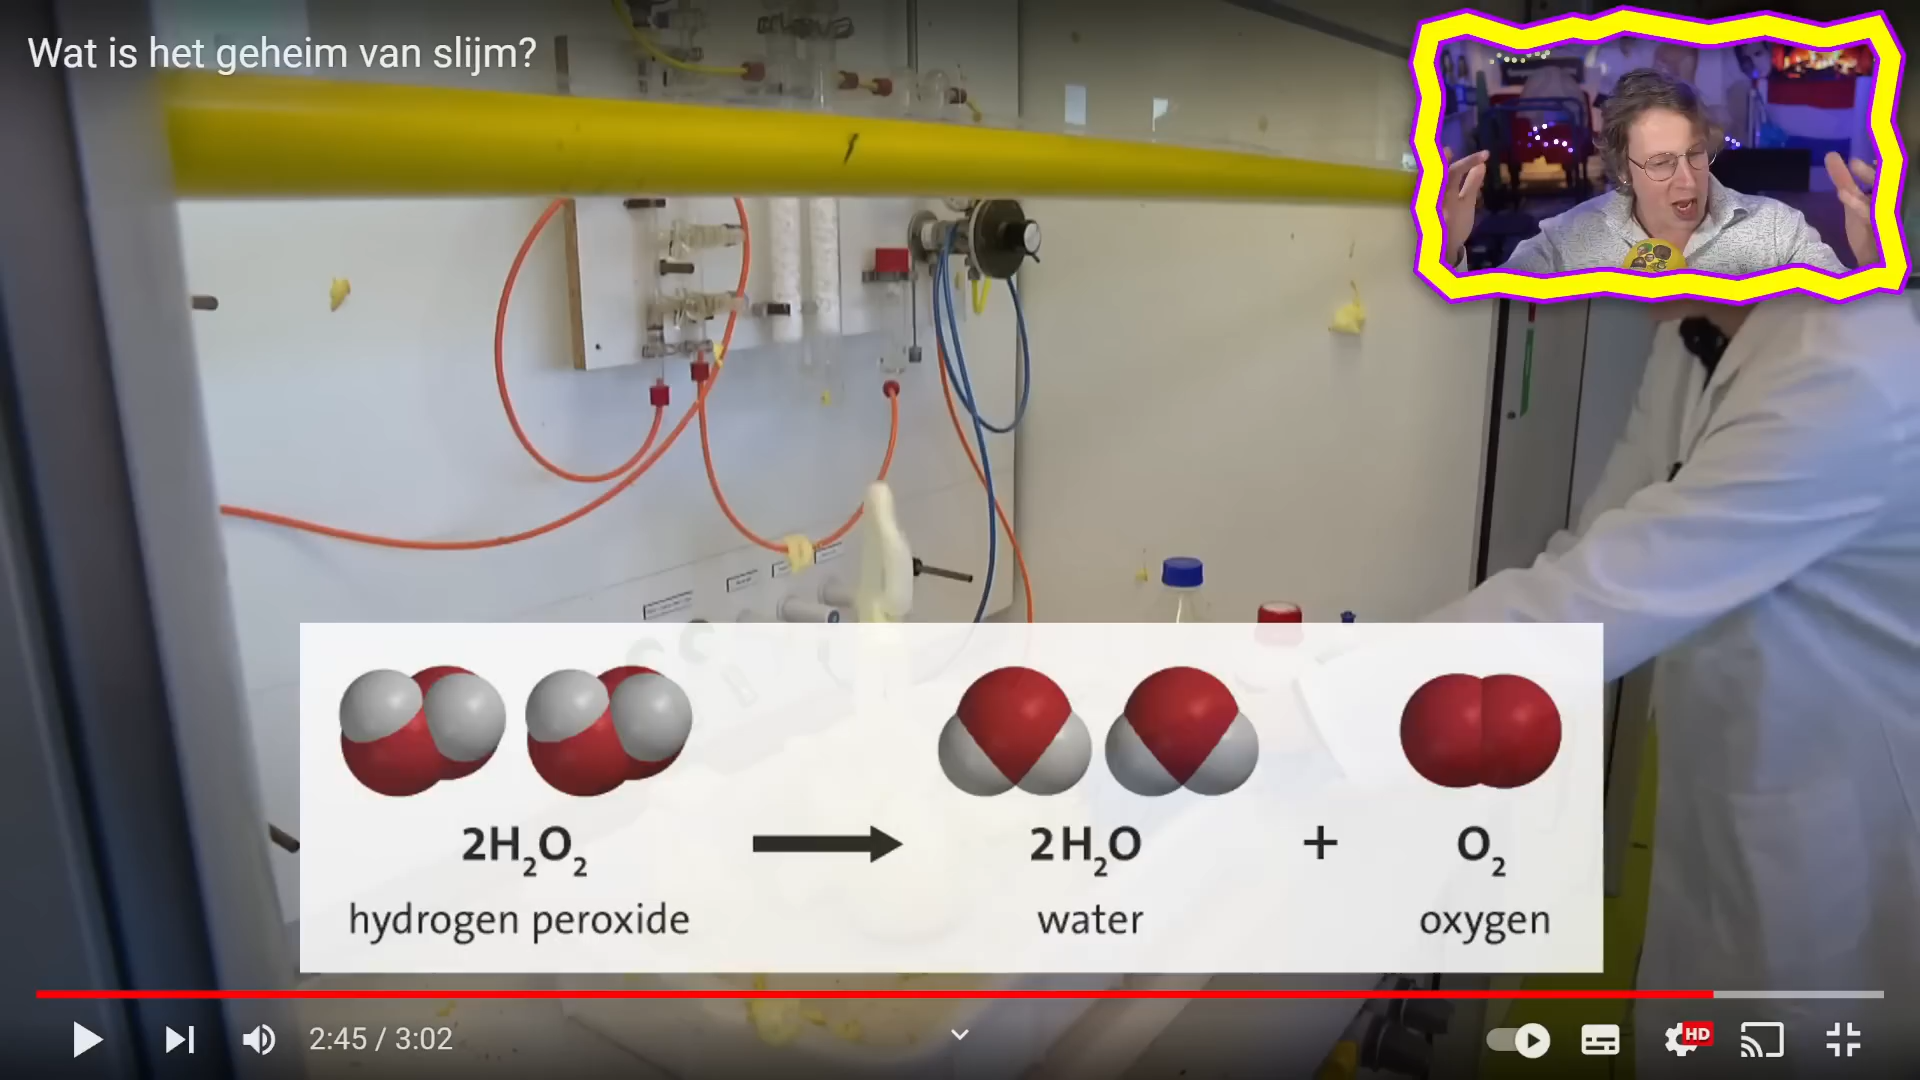 Wat is het geheim van slijm?
2H₂O₂ → 2H₂O + O₂
hydrogen peroxide water oxygen
2:45 / 3:02
HD